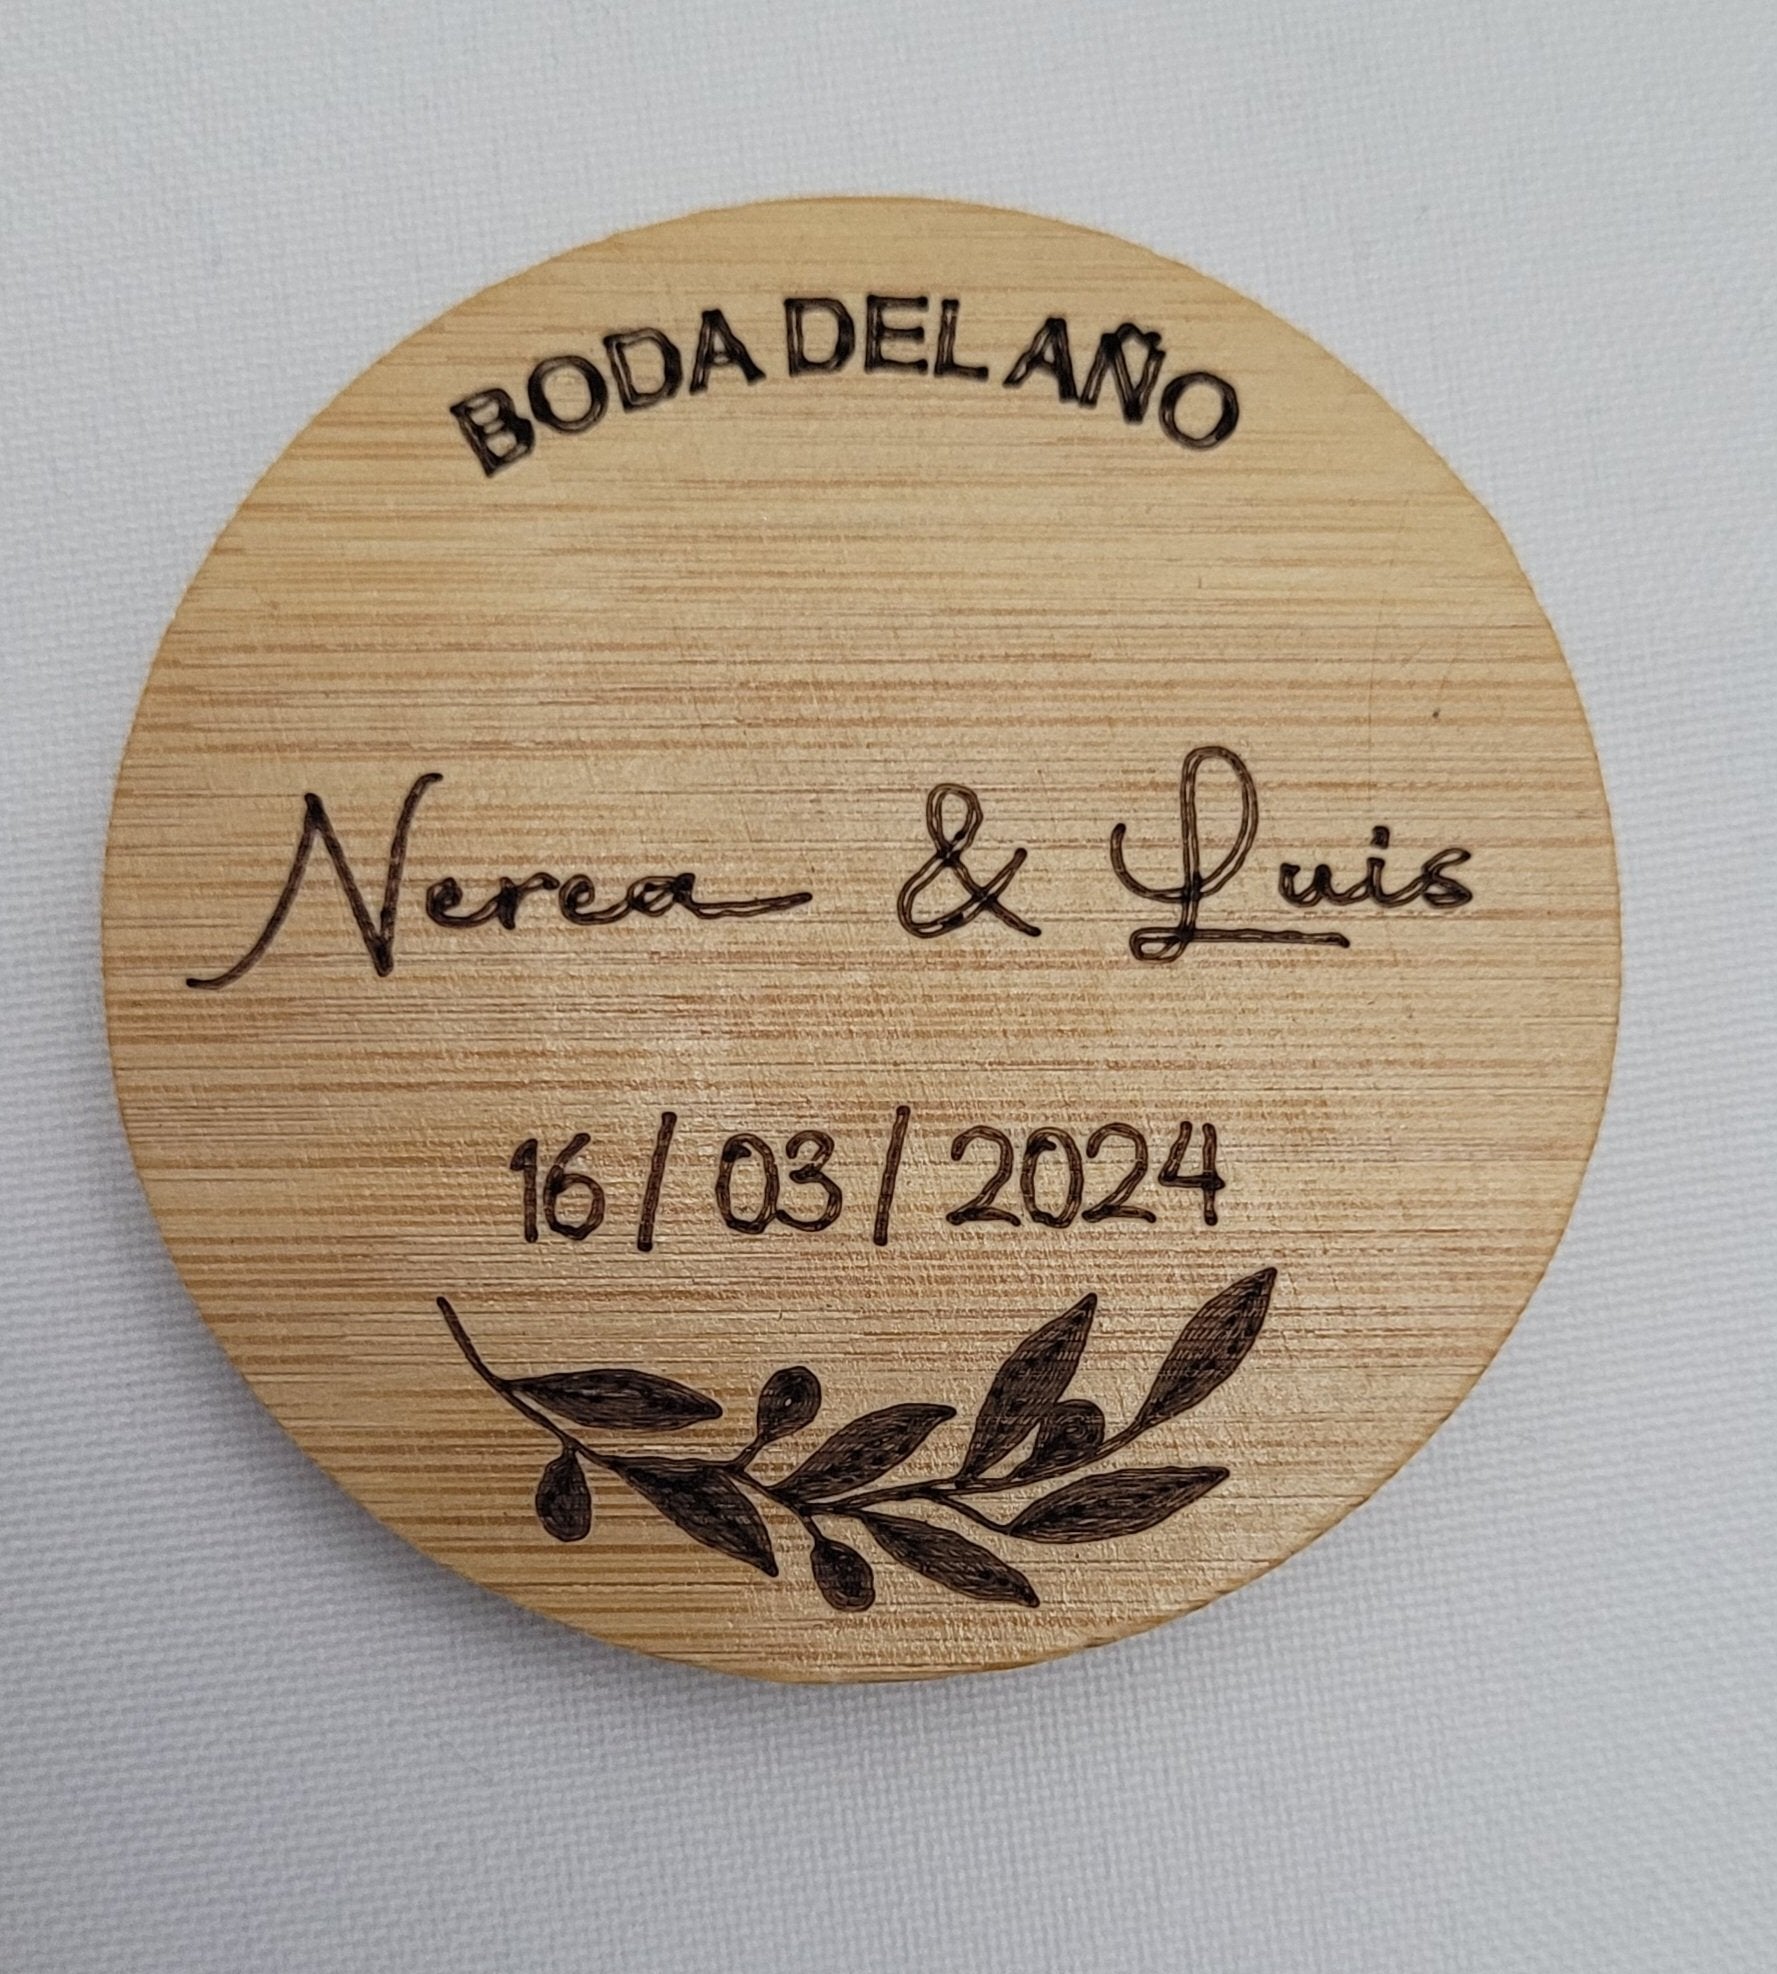 BODA DEL AÑO
Nerea & Luis
16/03/2024